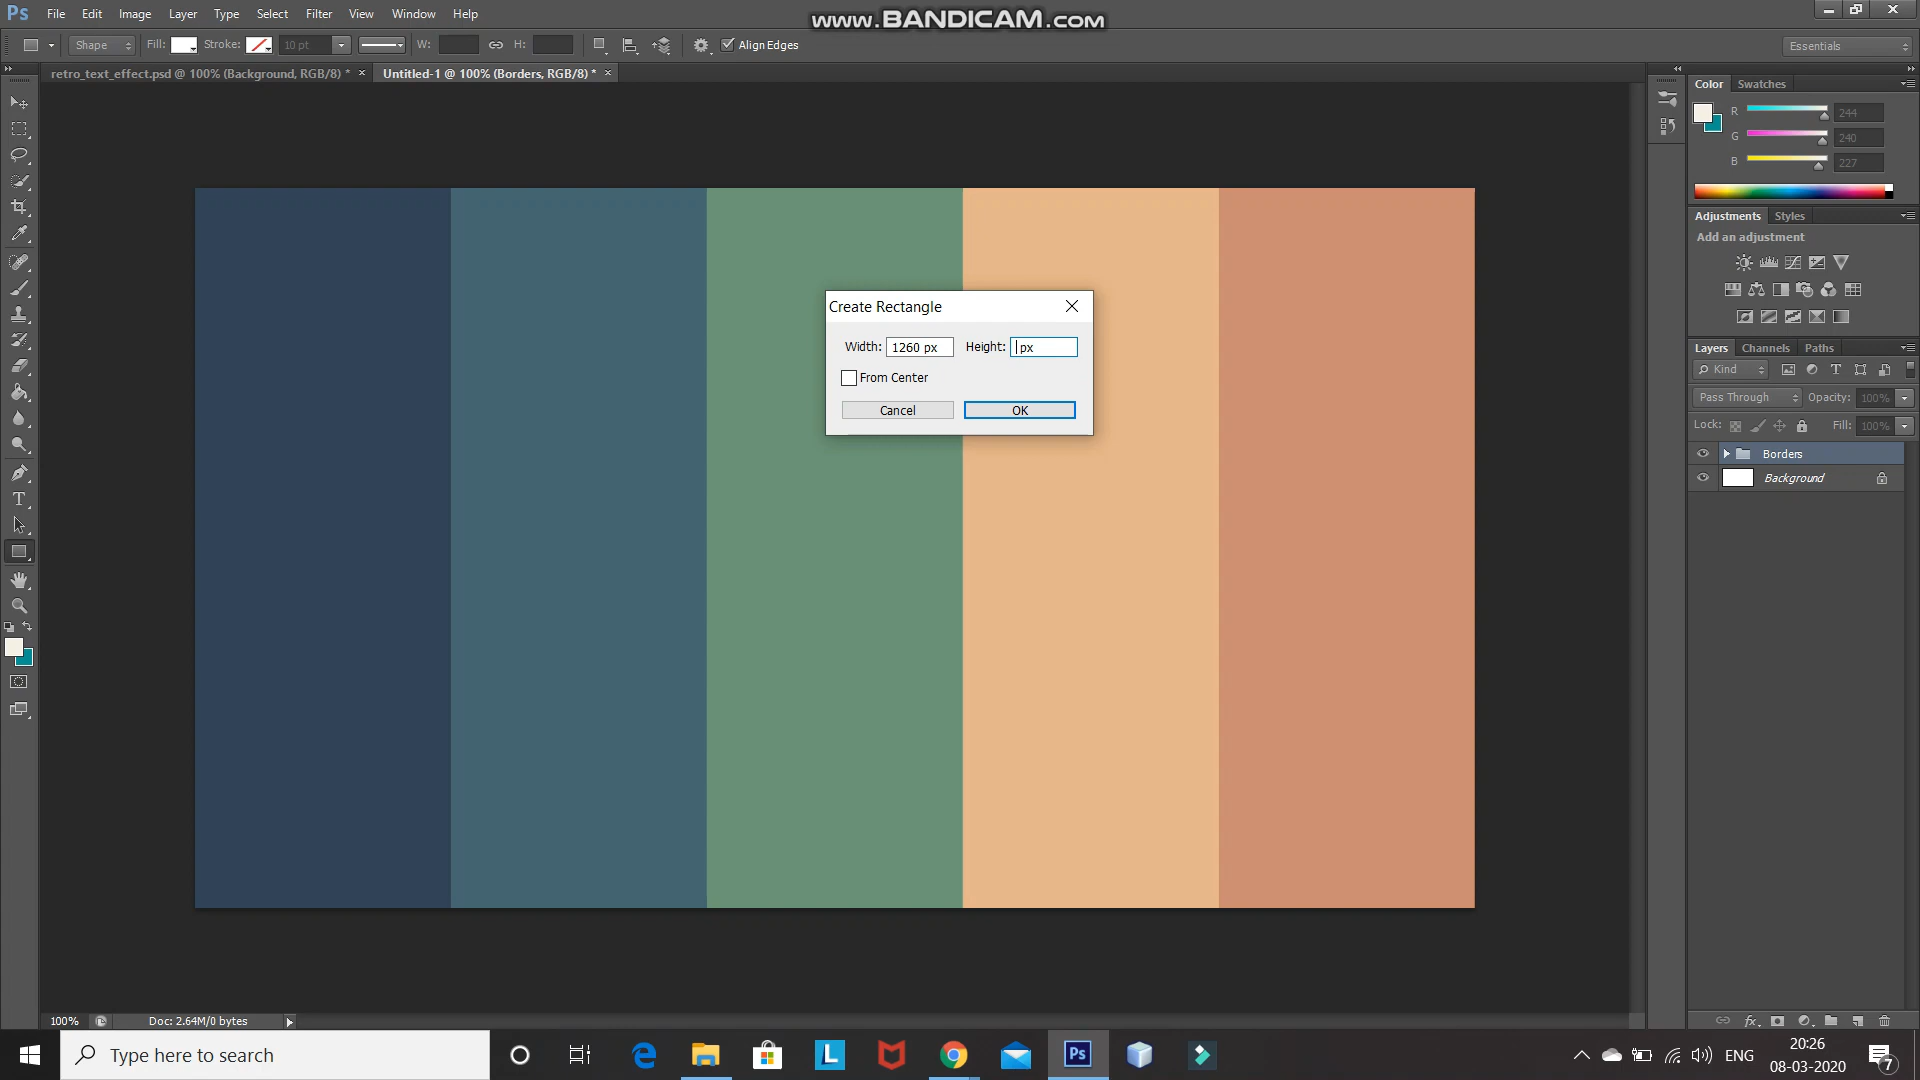 Ps File Edit Image Layer Type Select Filter View Window Help
www.BANDICAM.com
Shape Fill: Stroke: 10 pt W: H: Align Edges Essentials
retro_text_effect.psd @ 100% (Background, RGB/8) * × Untitled-1 @ 100% (Borders, RGB/8) * ×
Color Swatches
R 244
G 240
B 227
Adjustments Styles
Add an adjustment
Create Rectangle
Width: 1260 px Height: px
From Center
Cancel OK
Layers Channels Paths
Kind
Pass Through Opacity: 100%
Lock: Fill: 100%
Borders
Background
100% Doc: 2.64M/0 bytes
Type here to search
ENG
20:26
08-03-2020
7